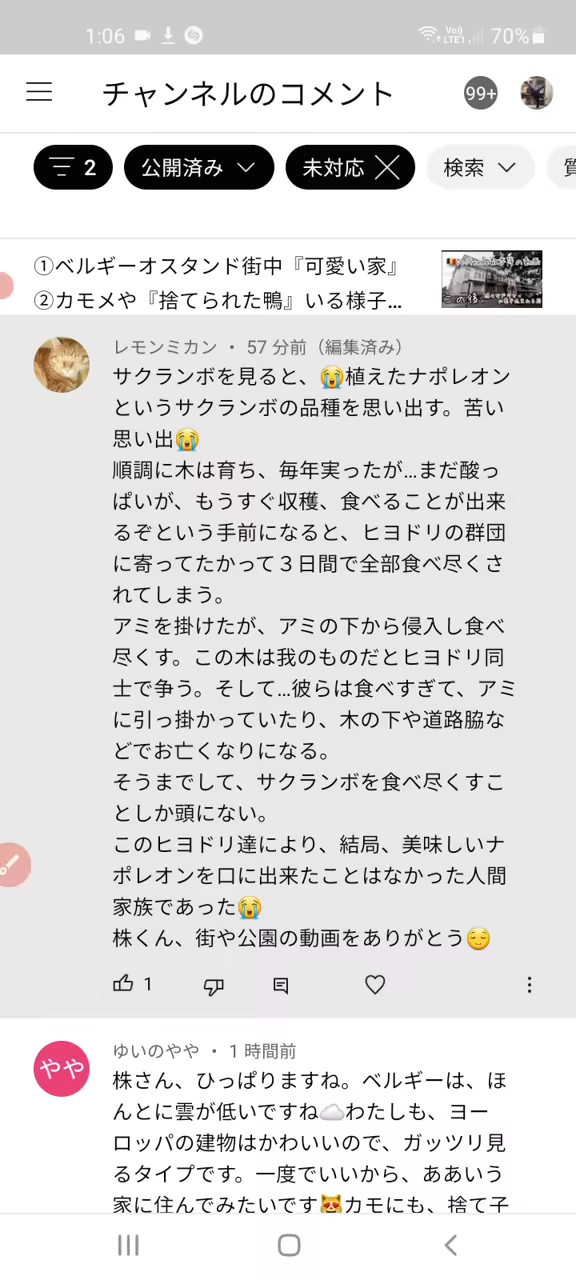 1:06
Vo)) LTE1 70%
チャンネルのコメント
99+
2 公開済み 未対応 検索
①ベルギーオスタンド街中『可愛い家』
②カモメや『捨てられた鴨』いる様子...
レモンミカン ・ 57 分前（編集済み）
サクランボを見ると、😭植えたナポレオン
というサクランボの品種を思い出す。苦い
思い出😭
順調に木は育ち、毎年実ったが...まだ酸っ
ぱいが、もうすぐ収穫、食べることが出来
るぞという手前になると、ヒヨドリの群団
に寄ってたかって３日間で全部食べ尽くさ
れてしまう。
アミを掛けたが、アミの下から侵入し食べ
尽くす。この木は我のものだとヒヨドリ同
士で争う。そして...彼らは食べすぎて、アミ
に引っ掛かっていたり、木の下や道路脇な
どでお亡くなりになる。
そうまでして、サクランボを食べ尽くすこ
としか頭にない。
このヒヨドリ達により、結局、美味しいナ
ポレオンを口に出来たことはなかった人間
家族であった😭
株くん、街や公園の動画をありがとう😌
1
やや
ゆいのやや ・ 1 時間前
株さん、ひっぱりますね。ベルギーは、ほ
んとに雲が低いですね☁️わたしも、ヨー
ロッパの建物はかわいいので、ガッツリ見
るタイプです。一度でいいから、ああいう
家に住んでみたいです😻カモにも、捨て子